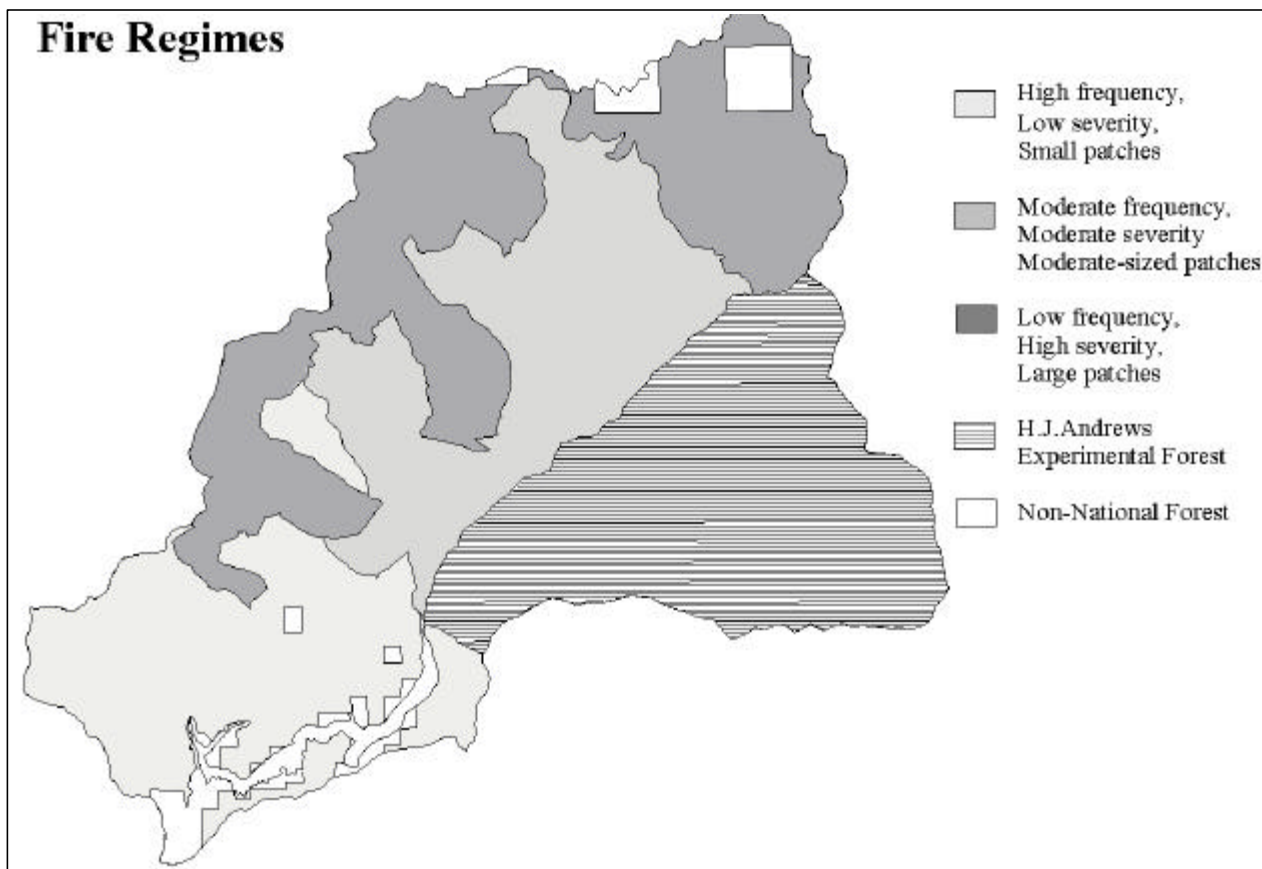 Fire Regimes
High frequency,
Low severity,
Small patches
Moderate frequency,
Moderate severity
Moderate-sized patches
Low frequency,
High severity,
Large patches
H.J.Andrews
Experimental Forest
Non-National Forest